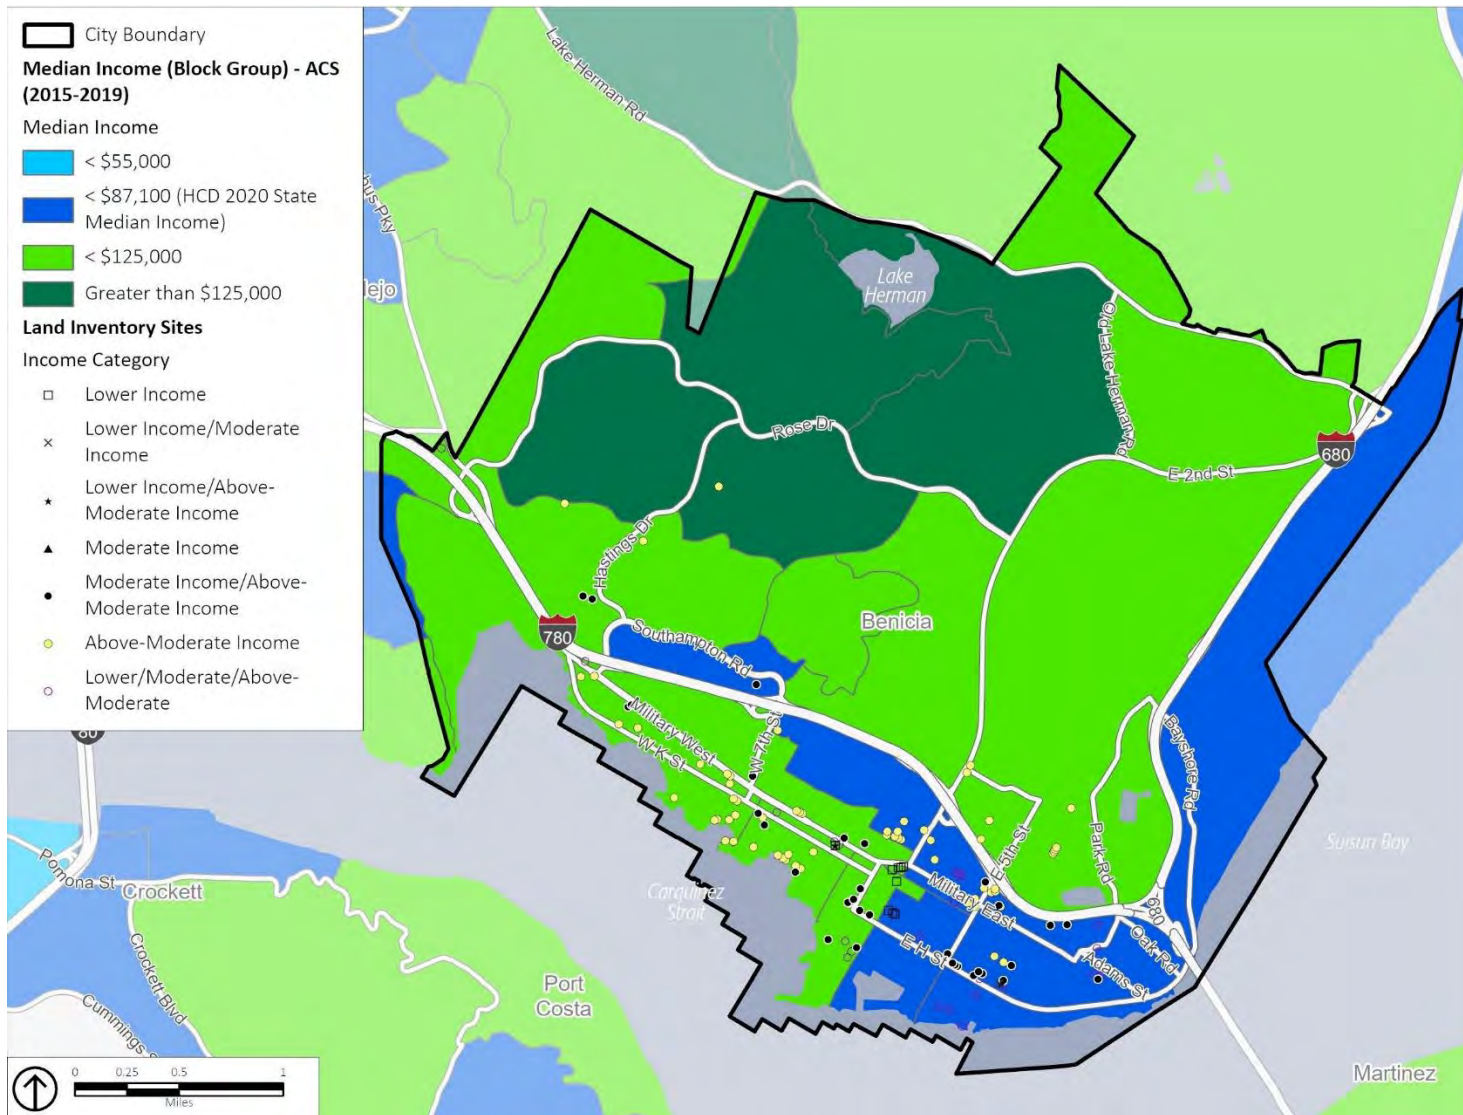 City Boundary
Median Income (Block Group) - ACS
(2015-2019)
Median Income
< $55,000
< $87,100 (HCD 2020 State
Median Income)
< $125,000
Greater than $125,000
Land Inventory Sites
Income Category
Lower Income
Lower Income/Moderate
Income
Lower Income/Above-
Moderate Income
Moderate Income
Moderate Income/Above-
Moderate Income
Above-Moderate Income
Lower/Moderate/Above-
Moderate
Lake Herman Rd
bus Pky
lejo
Lake
Herman
Old Lake Herman Rd
Rose Dr
E 2nd St
680
Hastings Dr
Benicia
780
Southampton Rd
Military West
W K St
W 7th St
Bayshore Rd
Park Rd
E 5th St
Suisun Bay
80
Pomona St
Crockett
Carquinez
Strait
Military East
680
Oak Rd
E H St
Adams St
Crockett Blvd
Port
Costa
Cummings S
Martinez
0 0.25 0.5 1
Miles